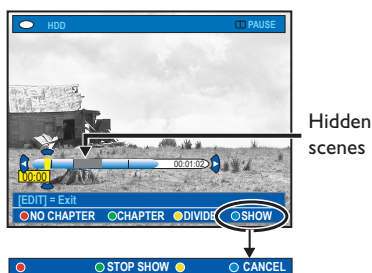 HDD PAUSE
Hidden
scenes
00:01:02
00:00
[EDIT] = Exit
NO CHAPTER CHAPTER DIVIDE SHOW
STOP SHOW CANCEL